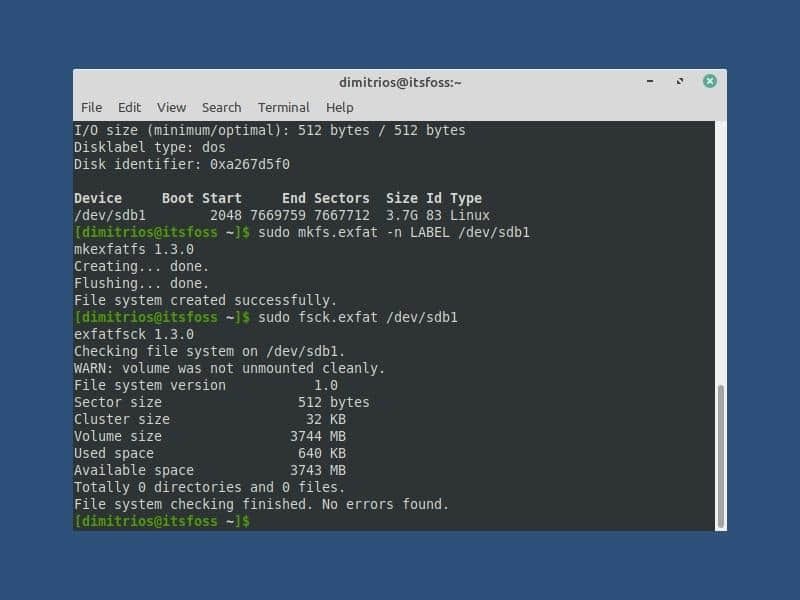 dimitrios@itsfoss:~
File Edit View Search Terminal Help
I/O size (minimum/optimal): 512 bytes / 512 bytes
Disklabel type: dos
Disk identifier: 0xa267d5f0
Device     Boot Start     End Sectors  Size Id Type
/dev/sdb1        2048 7669759 7667712  3.7G 83 Linux
[dimitrios@itsfoss ~]$ sudo mkfs.exfat -n LABEL /dev/sdb1
mkexfatfs 1.3.0
Creating... done.
Flushing... done.
File system created successfully.
[dimitrios@itsfoss ~]$ sudo fsck.exfat /dev/sdb1
exfatfsck 1.3.0
Checking file system on /dev/sdb1.
WARN: volume was not unmounted cleanly.
File system version           1.0
Sector size                 512 bytes
Cluster size                 32 KB
Volume size                3744 MB
Used space                  640 KB
Available space            3743 MB
Totally 0 directories and 0 files.
File system checking finished. No errors found.
[dimitrios@itsfoss ~]$